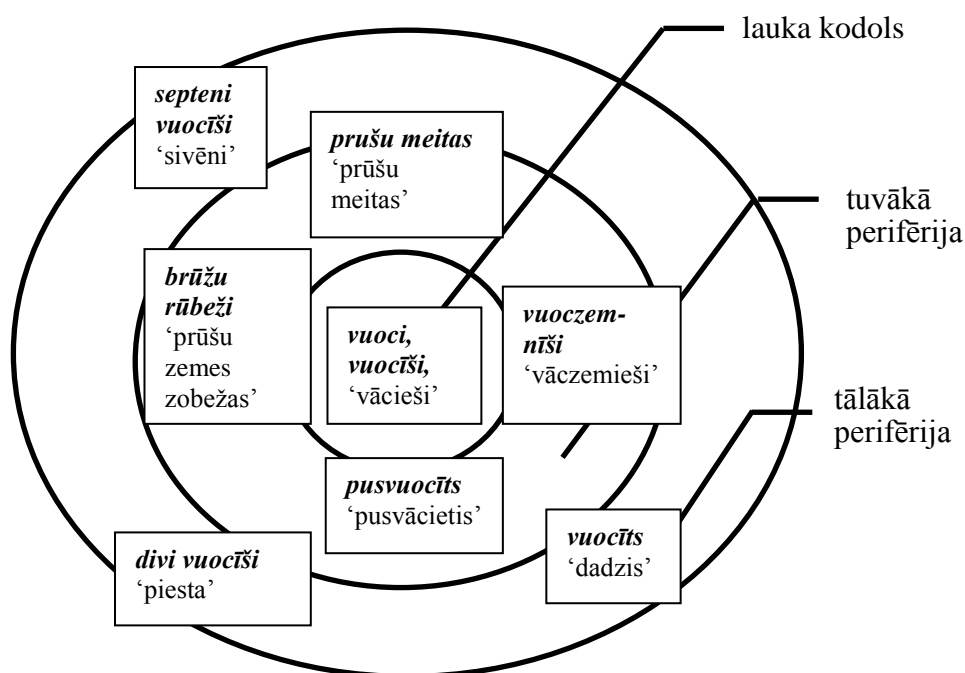 lauka kodols
septeni
vuocīši
‘sivēni’
prušu meitas
‘prūšu
meitas’
tuvākā
perifērija
brūžu
rūbeži
‘prūšu
zemes
zobežas’
vuoci,
vuocīši,
‘vācieši’
vuoczem-
nīši
‘vāczemieši’
tālākā
perifērija
pusvuocīts
‘pusvācietis’
vuocīts
‘dadzis’
divi vuocīši
‘piesta’